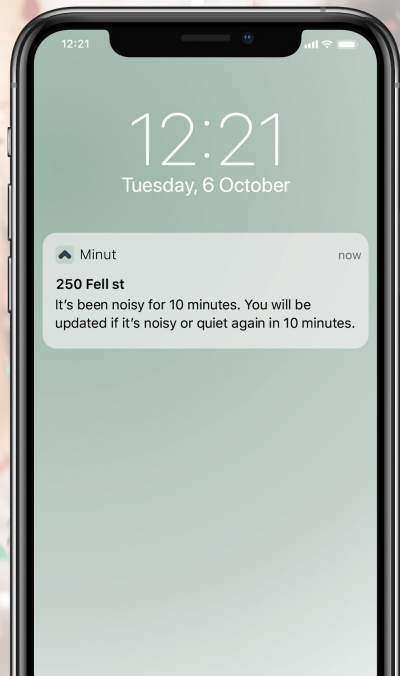 12:21
12:21
Tuesday, 6 October
Minut
now
250 Fell st
It's been noisy for 10 minutes. You will be
updated if it's noisy or quiet again in 10 minutes.